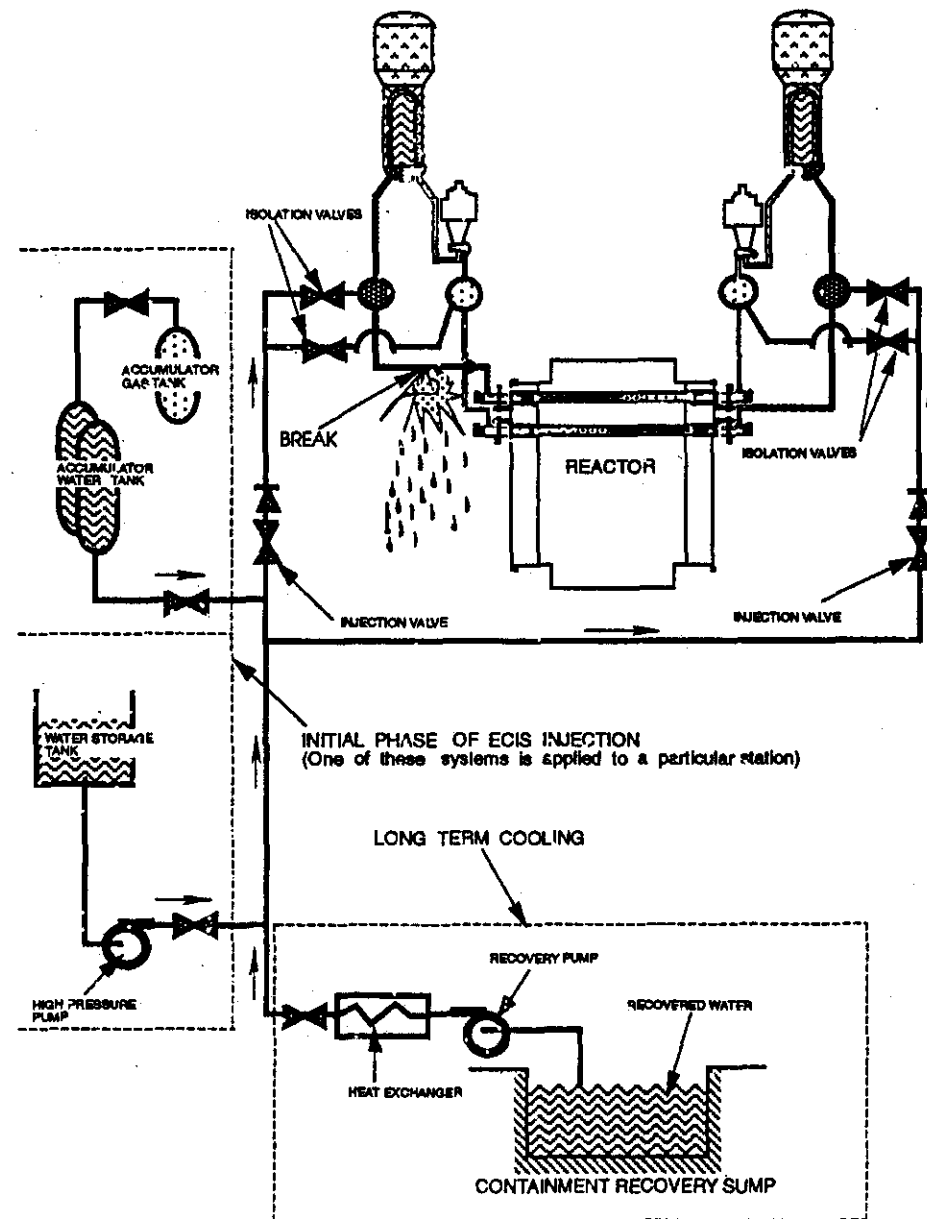 ISOLATION VALVES
ACCUMULATOR
GAS TANK
ACCUMULATOR
WATER TANK
BREAK
REACTOR
ISOLATION VALVES
INJECTION VALVE
INJECTION VALVE
WATER STORAGE
TANK
INITIAL PHASE OF ECIS INJECTION
(One of these systems is applied to a particular station)
LONG TERM COOLING
HIGH PRESSURE
PUMP
RECOVERY PUMP
RECOVERED WATER
HEAT EXCHANGER
CONTAINMENT RECOVERY SUMP